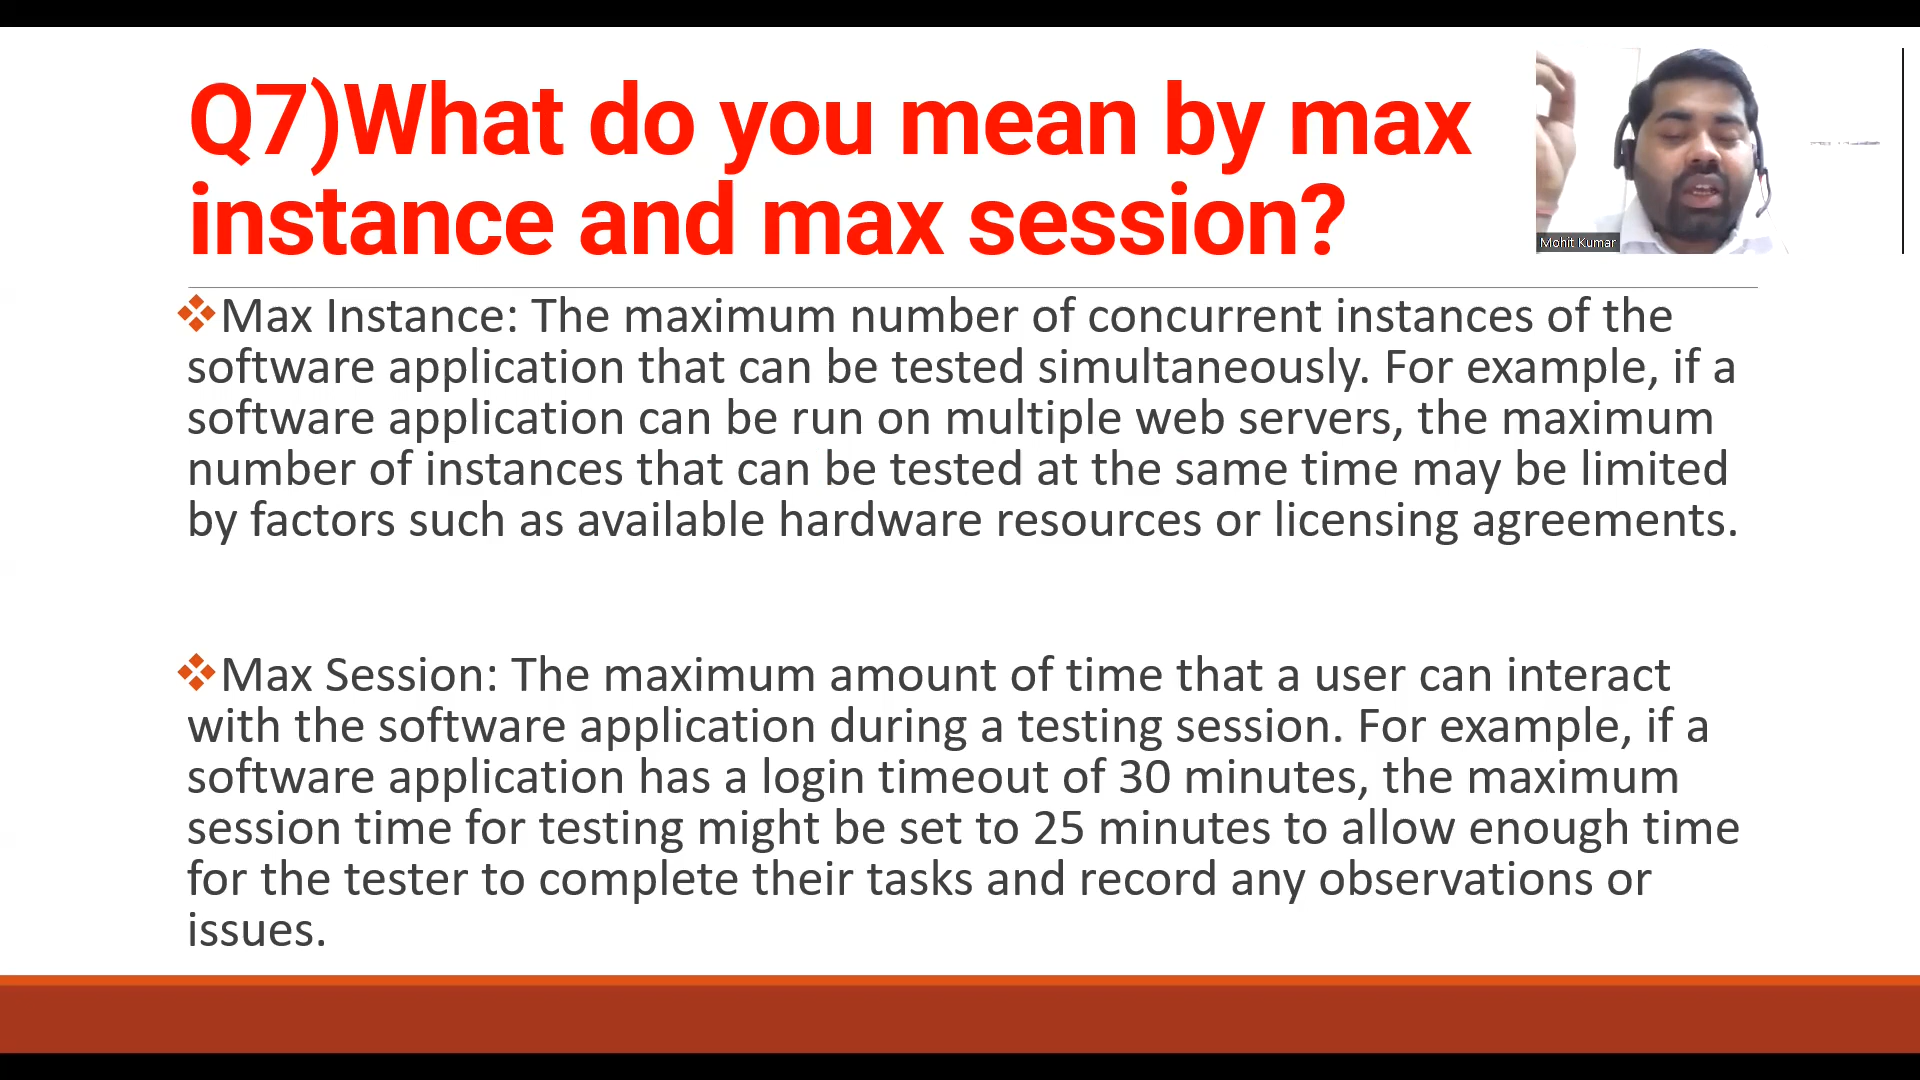 Q7)What do you mean by max
instance and max session?
Mohit Kumar
Max Instance: The maximum number of concurrent instances of the
software application that can be tested simultaneously. For example, if a
software application can be run on multiple web servers, the maximum
number of instances that can be tested at the same time may be limited
by factors such as available hardware resources or licensing agreements.
Max Session: The maximum amount of time that a user can interact
with the software application during a testing session. For example, if a
software application has a login timeout of 30 minutes, the maximum
session time for testing might be set to 25 minutes to allow enough time
for the tester to complete their tasks and record any observations or
issues.